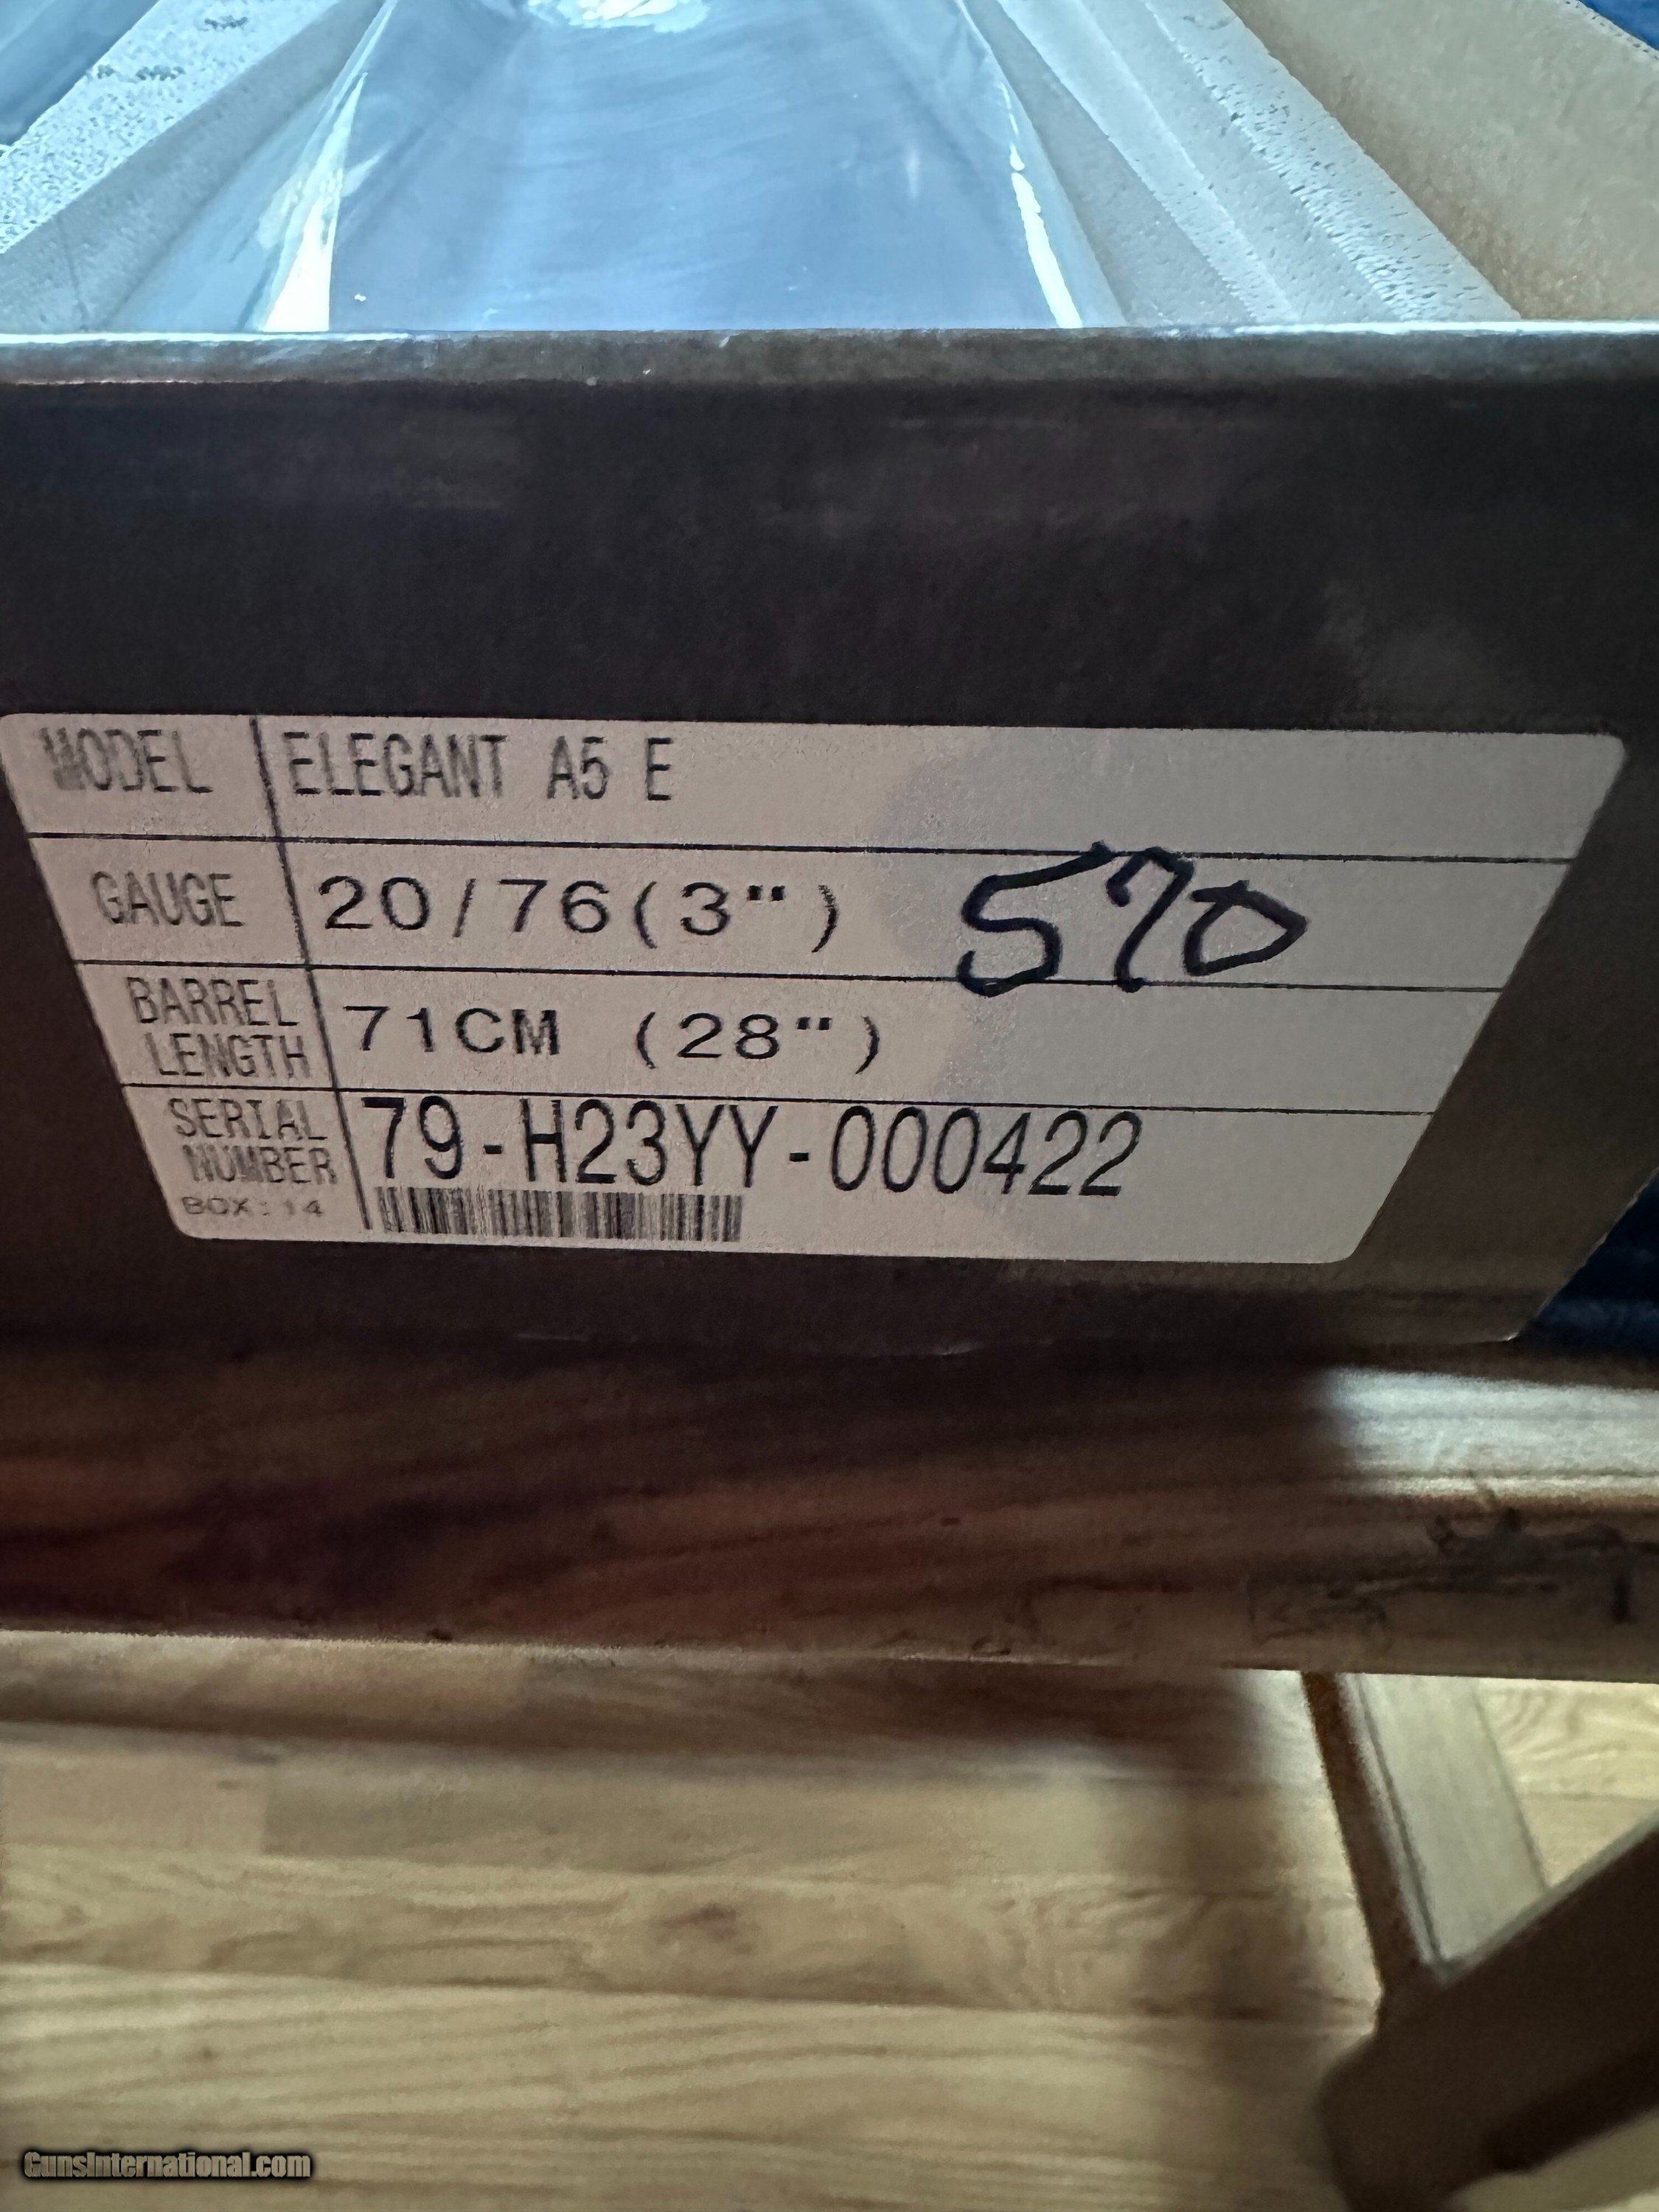 MODEL ELEGANT A5 E
GAUGE 20/76(3") 570
BARREL LENGTH 71CM (28")
SERIAL NUMBER 79-H23YY-000422
BOX:14
GunsInternational.com